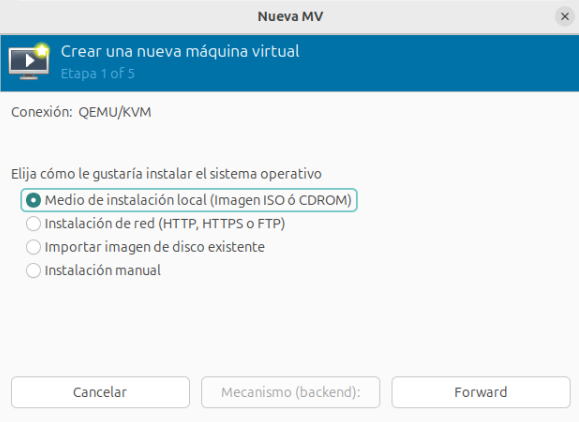 Nueva MV
Crear una nueva máquina virtual
Etapa 1 of 5
Conexión: QEMU/KVM
Elija cómo le gustaría instalar el sistema operativo
Medio de instalación local (Imagen ISO ó CDROM)
Instalación de red (HTTP, HTTPS o FTP)
Importar imagen de disco existente
Instalación manual
Cancelar
Mecanismo (backend):
Forward